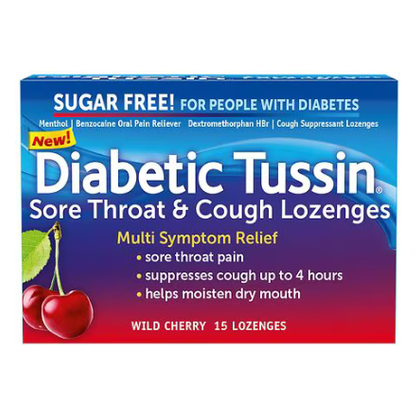 SUGAR FREE! FOR PEOPLE WITH DIABETES
Menthol | Benzocaine Oral Pain Reliever Dextromethorphan HBr | Cough Suppressant Lozenges
New!
Diabetic Tussin®
Sore Throat & Cough Lozenges
Multi Symptom Relief
• sore throat pain
• suppresses cough up to 4 hours
• helps moisten dry mouth
WILD CHERRY 15 LOZENGES